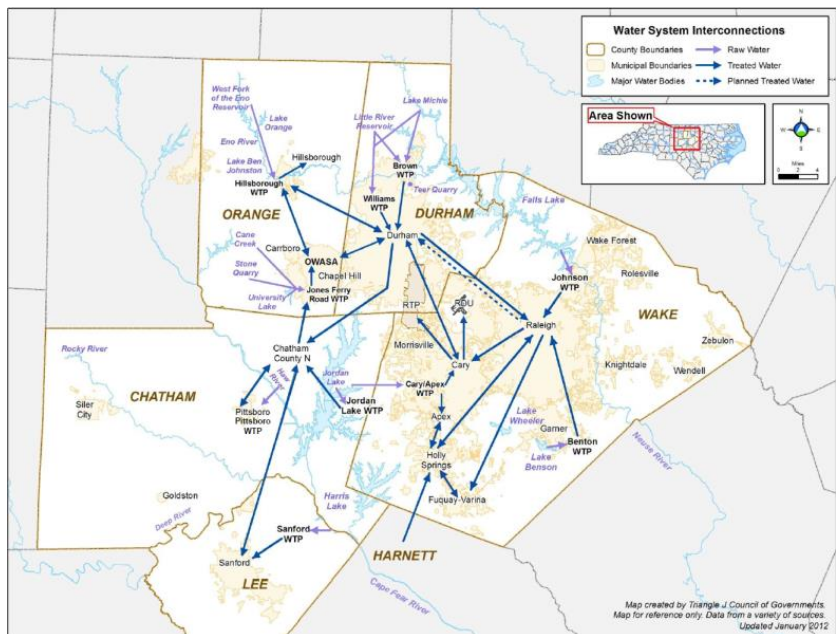 Water System Interconnections
County Boundaries
Raw Water
Municipal Boundaries
Treated Water
Major Water Bodies
Planned Treated Water
Area Shown
N
W
E
S
Miles
0 2 4
West Fork
of the Eno
Reservoir
Lake
Orange
Eno River
Lake Ben
Johnston
Hillsborough
Hillsborough
WTP
ORANGE
Little River
Reservoir
Lake Michie
Brown
WTP
Teer Quarry
Williams
WTP
DURHAM
Durham
Falls Lake
Wake Forest
Rolesville
Johnson
WTP
WAKE
Zebulon
Wendell
Knightdale
Raleigh
Cane
Creek
Carrboro
OWASA
Stone
Quarry
Chapel Hill
University
Lake
Jones Ferry
Road WTP
RTP
RDU
Morrisville
Cary
Chatham
County N
Rocky River
CHATHAM
Haw
River
Jordan
Lake
Jordan
Lake WTP
Cary/Apex
WTP
Siler
City
Pittsboro
Pittsboro
WTP
Apex
Lake
Wheeler
Garner
Benton
WTP
Lake
Benson
Neuse River
Holly
Springs
Fuquay-Varina
Goldston
Harris
Lake
Deep River
Sanford
WTP
Sanford
LEE
HARNETT
Cape Fear River
Map created by Triangle J Council of Governments.
Map for reference only. Data from a variety of sources.
Updated January 2012